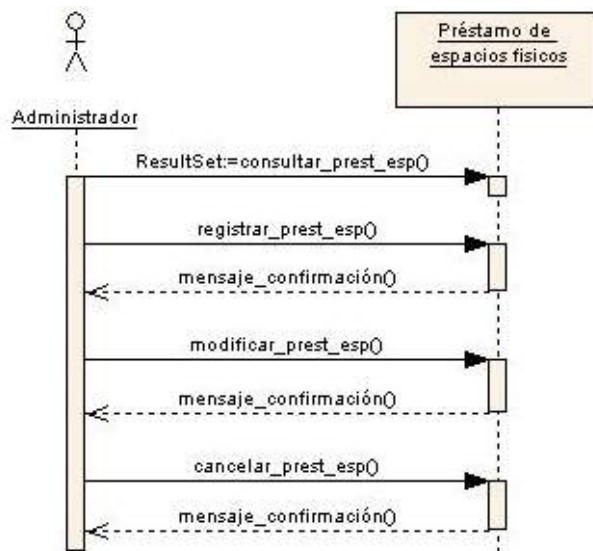 Préstamo de
espacios fisicos
Administrador
ResultSet:=consultar_prest_esp()
registrar_prest_esp()
mensaje_confirmación()
modificar_prest_esp()
mensaje_confirmación()
cancelar_prest_esp()
mensaje_confirmación()